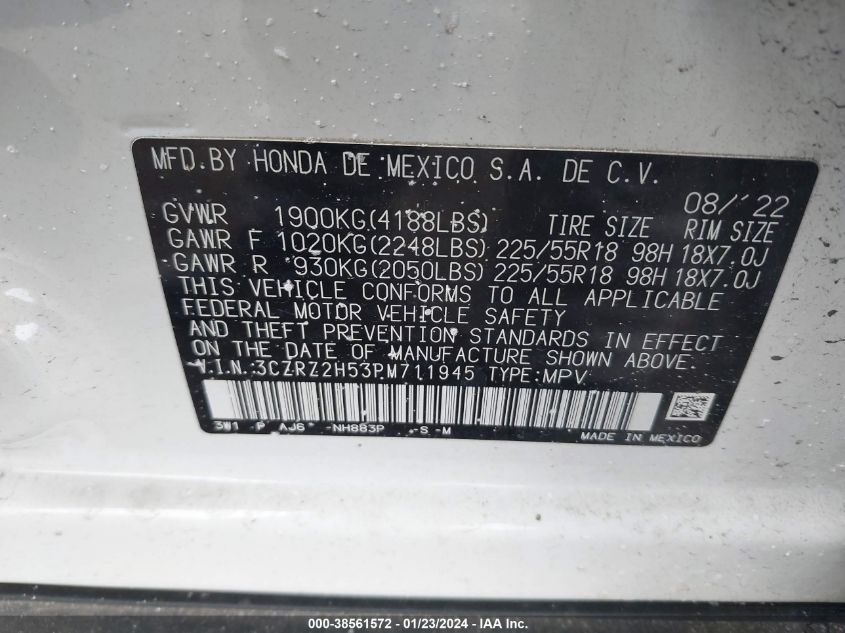 MFD.BY HONDA DE MEXICO S.A. DE C.V.
08/'22
GVWR 1900KG(4188LBS) TIRE SIZE RIM SIZE
GAWR F 1020KG(2248LBS) 225/55R18 98H 18X7.0J
GAWR R 930KG(2050LBS) 225/55R18 98H 18X7.0J
THIS VEHICLE CONFORMS TO ALL APPLICABLE
FEDERAL MOTOR VEHICLE SAFETY
AND THEFT PREVENTION STANDARDS IN EFFECT
ON THE DATE OF MANUFACTURE SHOWN ABOVE.
V.I.N.:3CZRZ2H53PM711945 TYPE:MPV
3W1 -P AJ6 -NH883P -S -M
MADE IN MEXICO
000-38561572 / 01/23/2024 - IAA Inc.